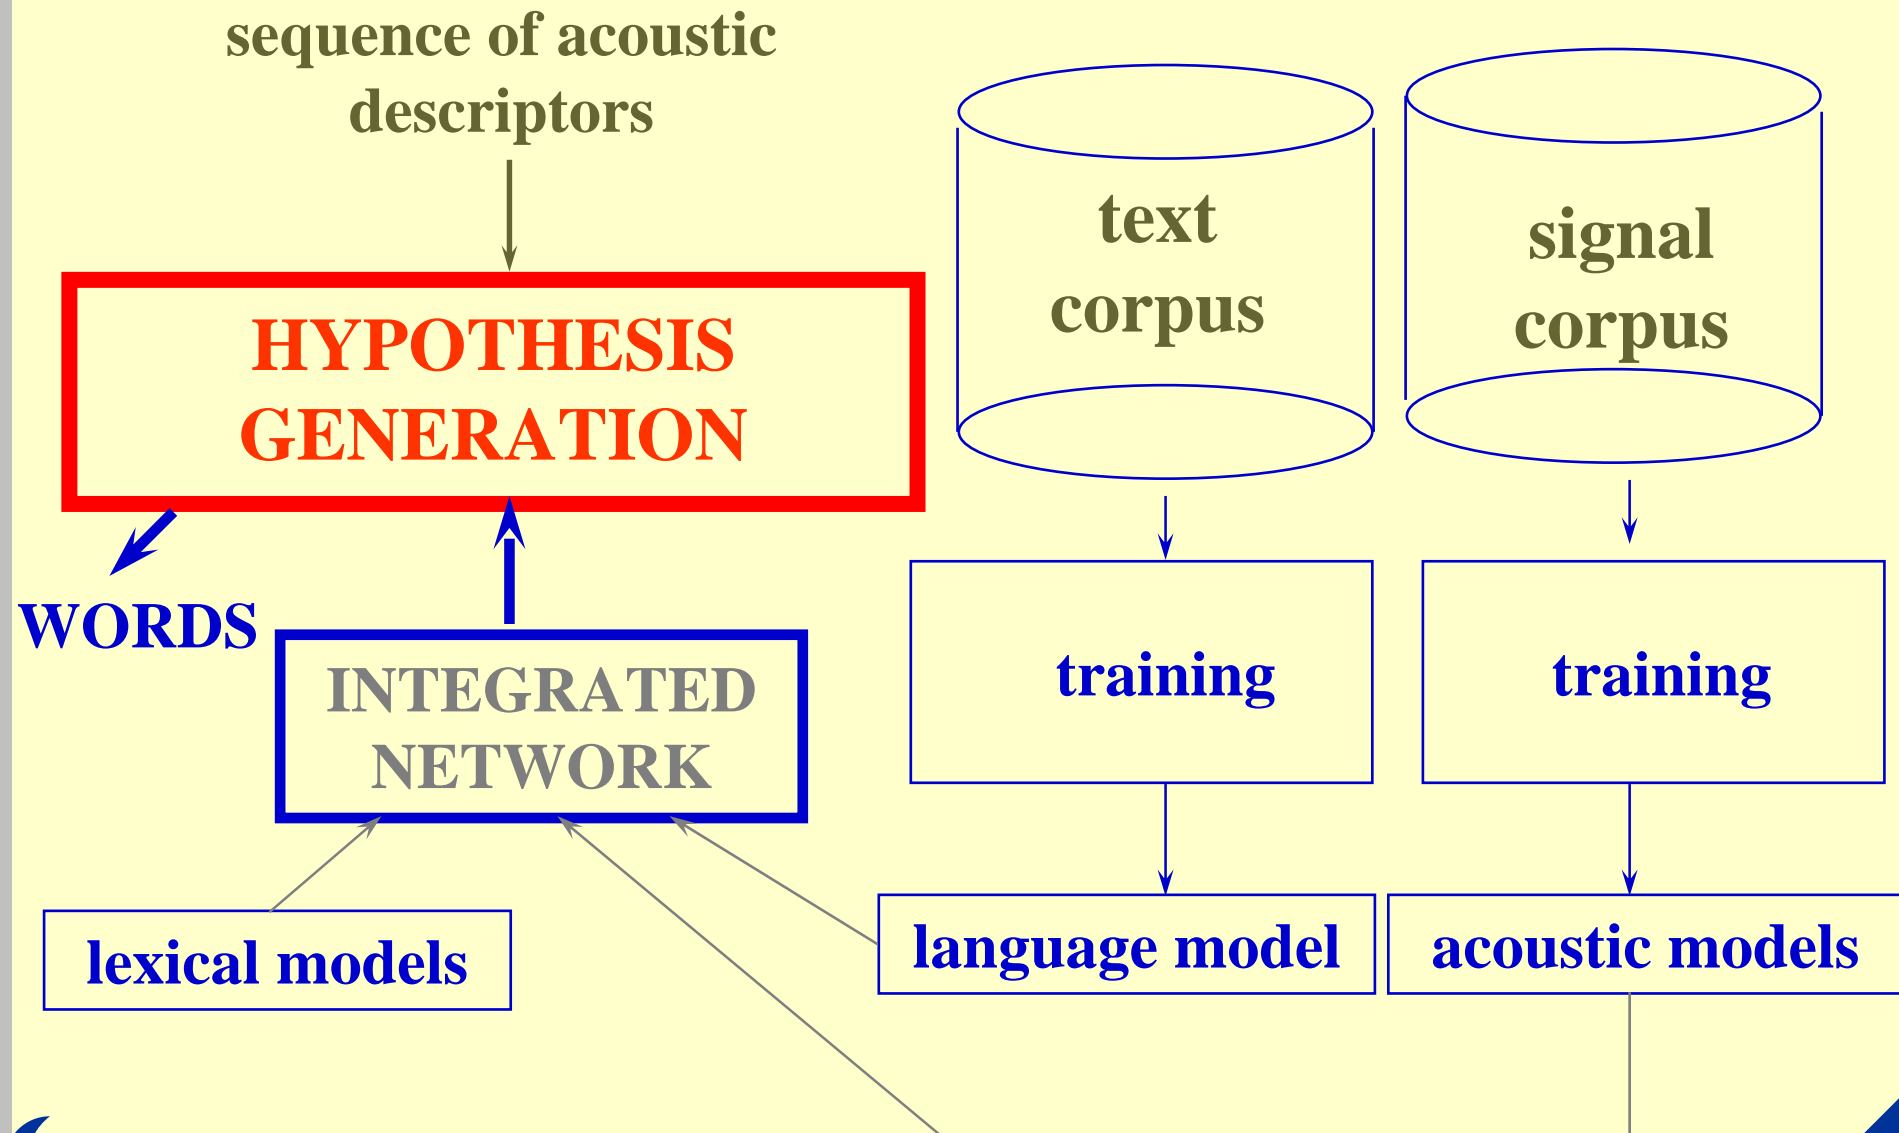 sequence of acoustic
descriptors
text
corpus
signal
corpus
HYPOTHESIS
GENERATION
WORDS
INTEGRATED
NETWORK
training
training
lexical models
language model
acoustic models